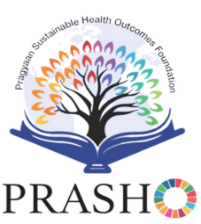 Pragyaan Sustainable Health Outcomes Foundation
PRASHO